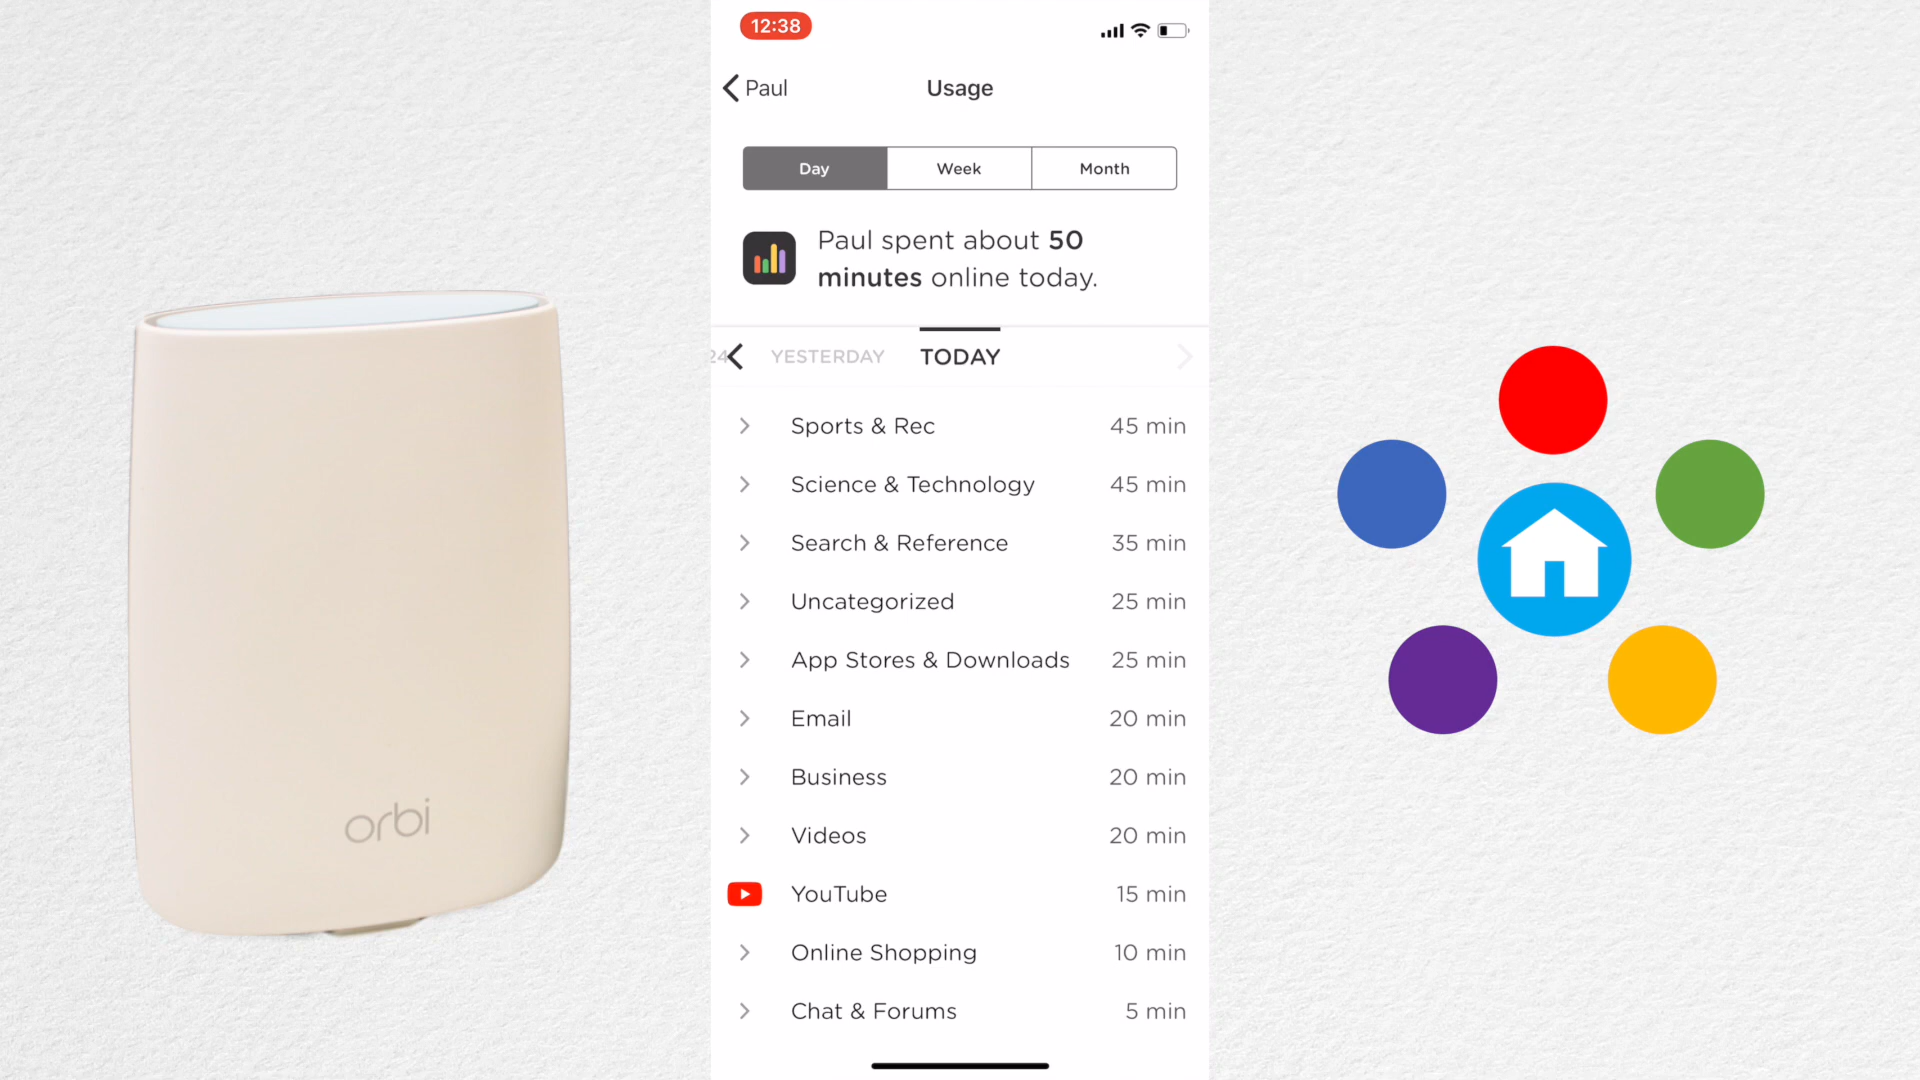 12:38
Paul
Usage
Day
Week
Month
Paul spent about 50
minutes online today.
24
YESTERDAY
TODAY
Sports & Rec 45 min
Science & Technology 45 min
Search & Reference 35 min
Uncategorized 25 min
App Stores & Downloads 25 min
Email 20 min
Business 20 min
Videos 20 min
YouTube 15 min
Online Shopping 10 min
Chat & Forums 5 min
orbi